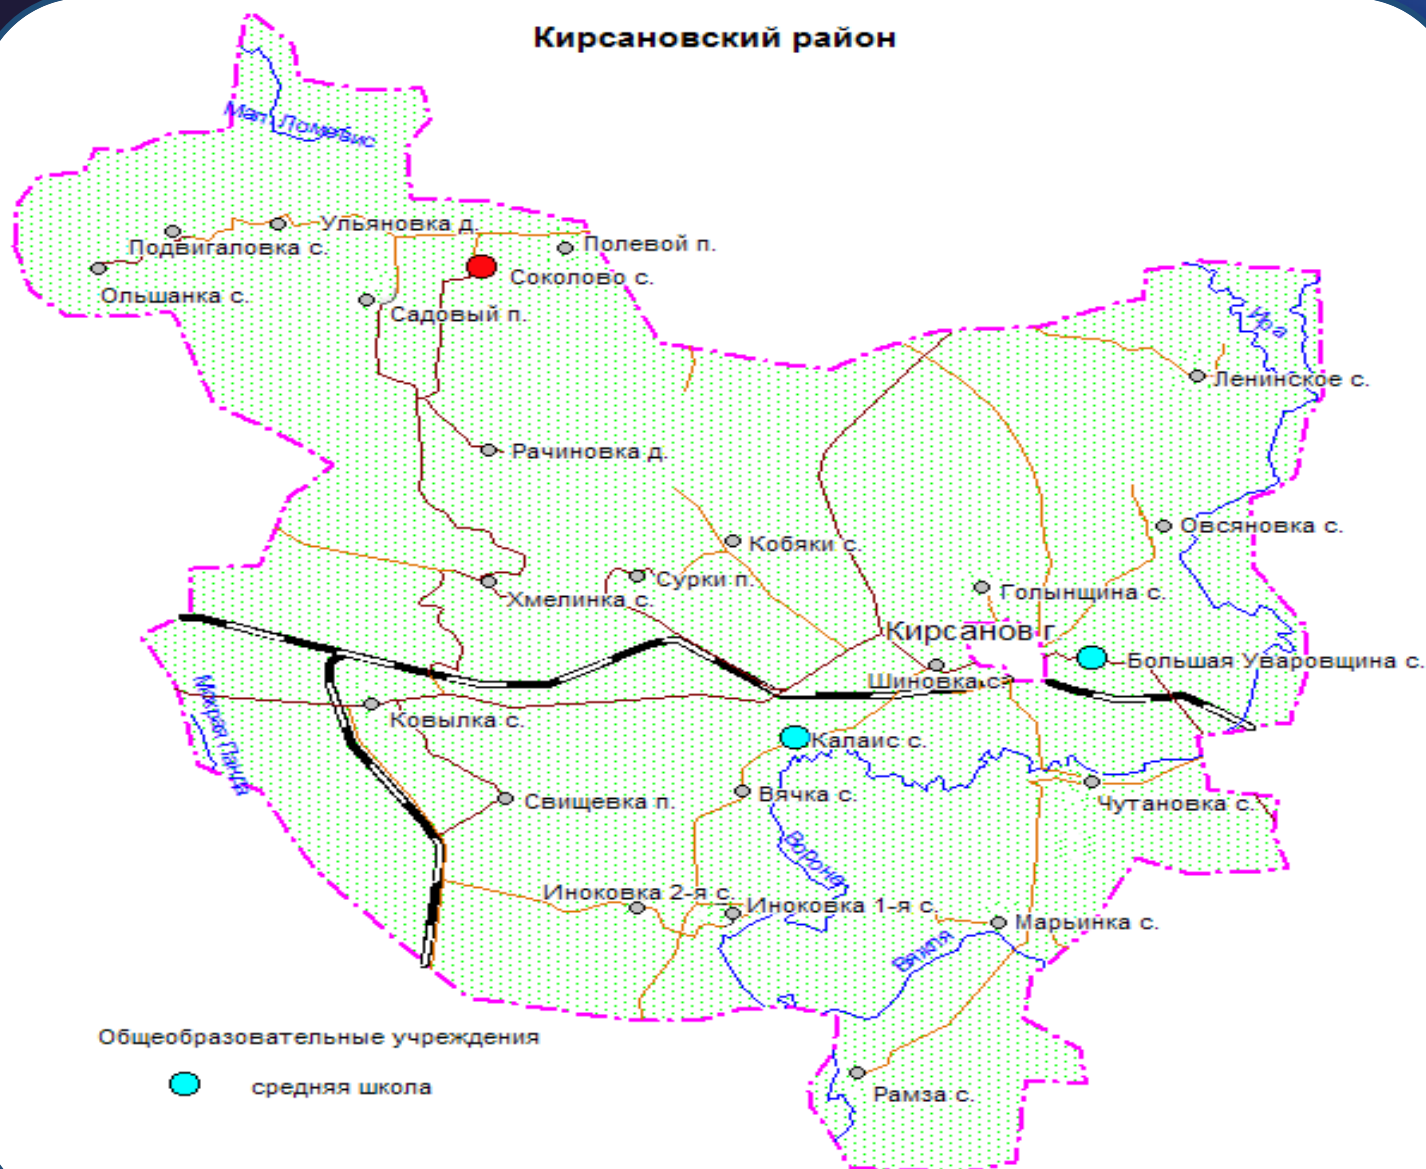 Кирсановский район
Мал. Ломовис
Ульяновка д.
Подвигаловка с.
Полевой п.
Соколово с.
Ольшанка с.
Садовый п.
Ира
Ленинское с.
Рачиновка д.
Овсяновка с.
Кобяки с.
Сурки п.
Хмелинка с.
Голынщина с.
Кирсанов г
Большая Уваровщина с.
Шиновка с.
Мокрая Панда
Ковылка с.
Калаис с.
Свищевка п.
Вячка с.
Чутановка с.
Ворона
Иноковка 2-я с.
Иноковка 1-я с.
Марьинка с.
Вяжля
Общеобразовательные учреждения
средняя школа
Рамза с.